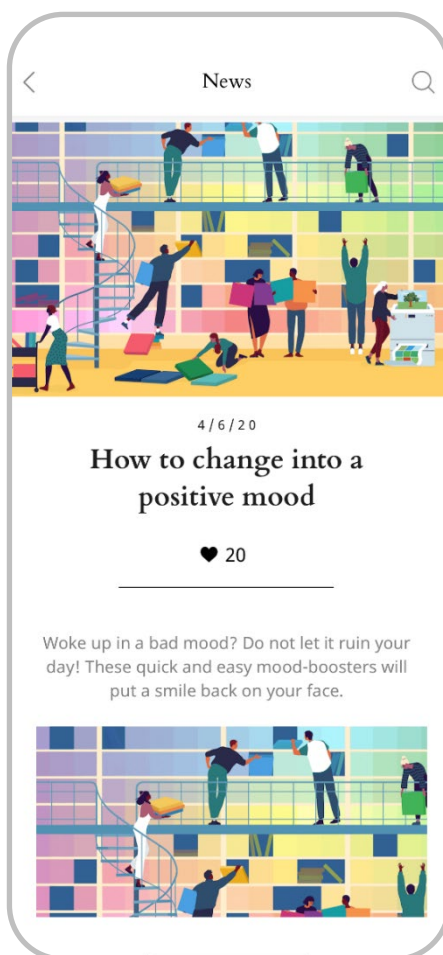 News
4/6/20
How to change into a
positive mood
20
Woke up in a bad mood? Do not let it ruin your
day! These quick and easy mood-boosters will
put a smile back on your face.